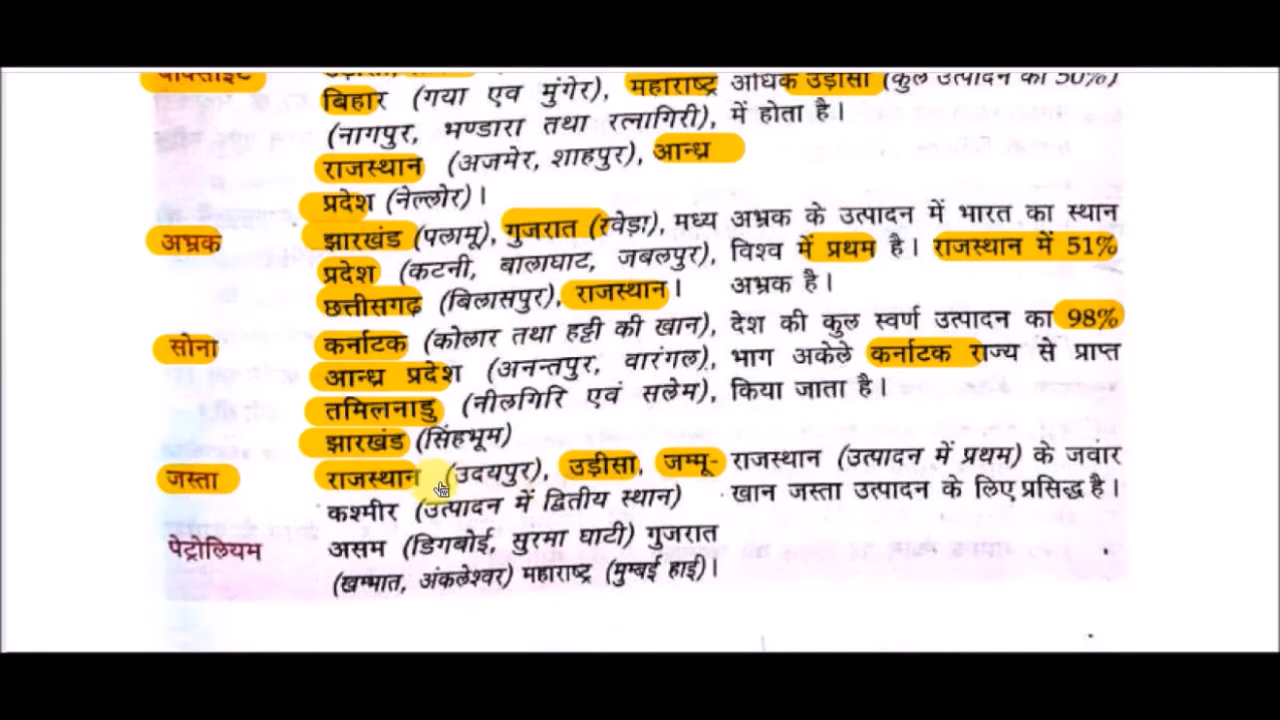 बॉक्साइट
बिहार (गया एव मुंगेर), महाराष्ट्र अधिक उड़ीसा (कुल उत्पादन का 50%)
(नागपुर, भण्डारा तथा रत्नागिरी), में होता है।
राजस्थान (अजमेर, शाहपुर), आन्ध्र
प्रदेश (नेल्लोर)।
अभ्रक झारखंड (पलामू), गुजरात (रवेड़ा), मध्य अभ्रक के उत्पादन में भारत का स्थान
प्रदेश (कटनी, बालाघाट, जबलपुर), विश्व में प्रथम है। राजस्थान में 51%
छत्तीसगढ़ (बिलासपुर), राजस्थान। अभ्रक है।
सोना कर्नाटक (कोलार तथा हट्टी की खान), देश की कुल स्वर्ण उत्पादन का 98%
आन्ध्र प्रदेश (अनन्तपुर, वारंगल), भाग अकेले कर्नाटक राज्य से प्राप्त
तमिलनाडु (नीलगिरि एवं सलेम), किया जाता है।
झारखंड (सिंहभूम)
जस्ता राजस्थान (उदयपुर), उड़ीसा, जम्मू- राजस्थान (उत्पादन में प्रथम) के जवार
कश्मीर (उत्पादन में द्वितीय स्थान) खान जस्ता उत्पादन के लिए प्रसिद्ध है।
पेट्रोलियम असम (डिगबोई, सुरमा घाटी) गुजरात
(खम्भात, अंकलेश्वर) महाराष्ट्र (मुम्बई हाई)।